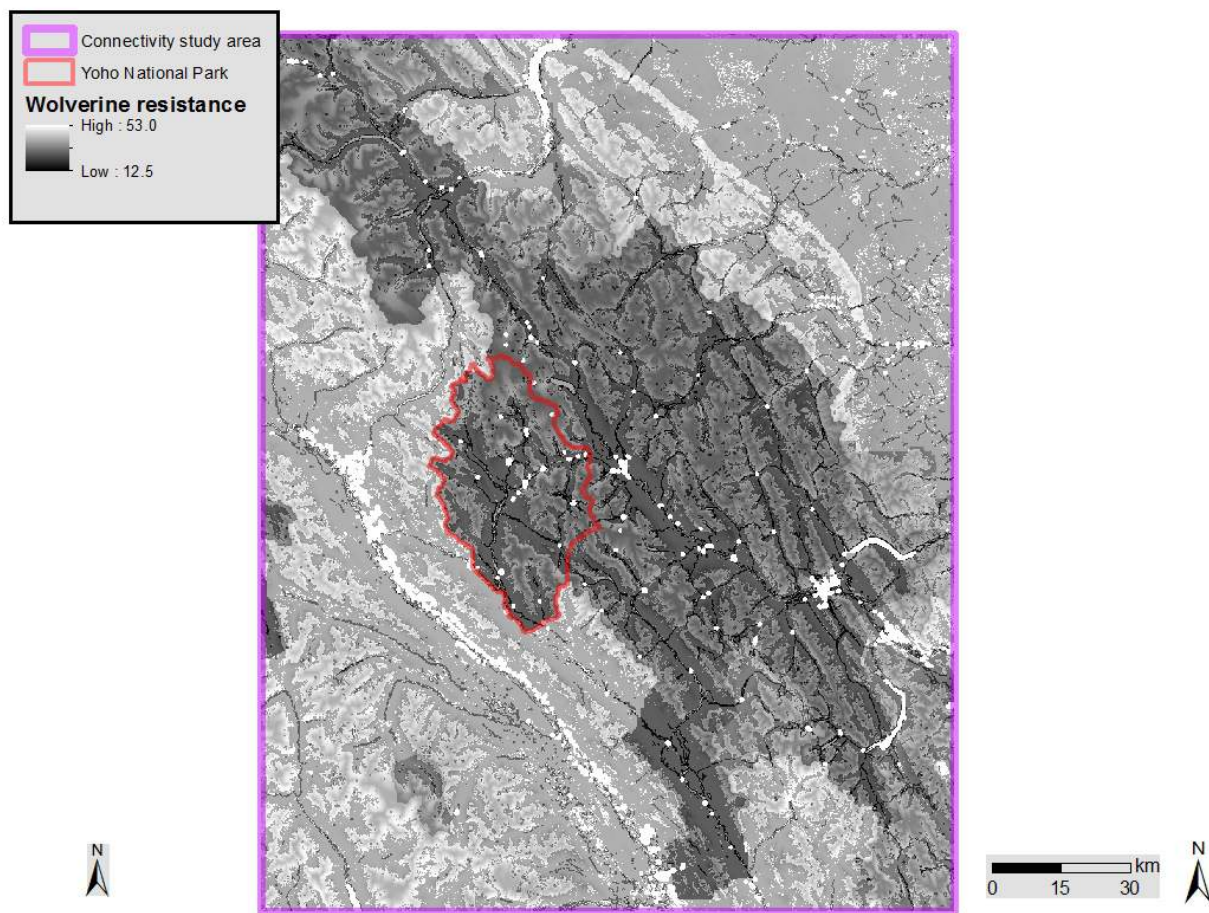 Connectivity study area
Yoho National Park
Wolverine resistance
High : 53.0
Low : 12.5
N
N
km
0 15 30